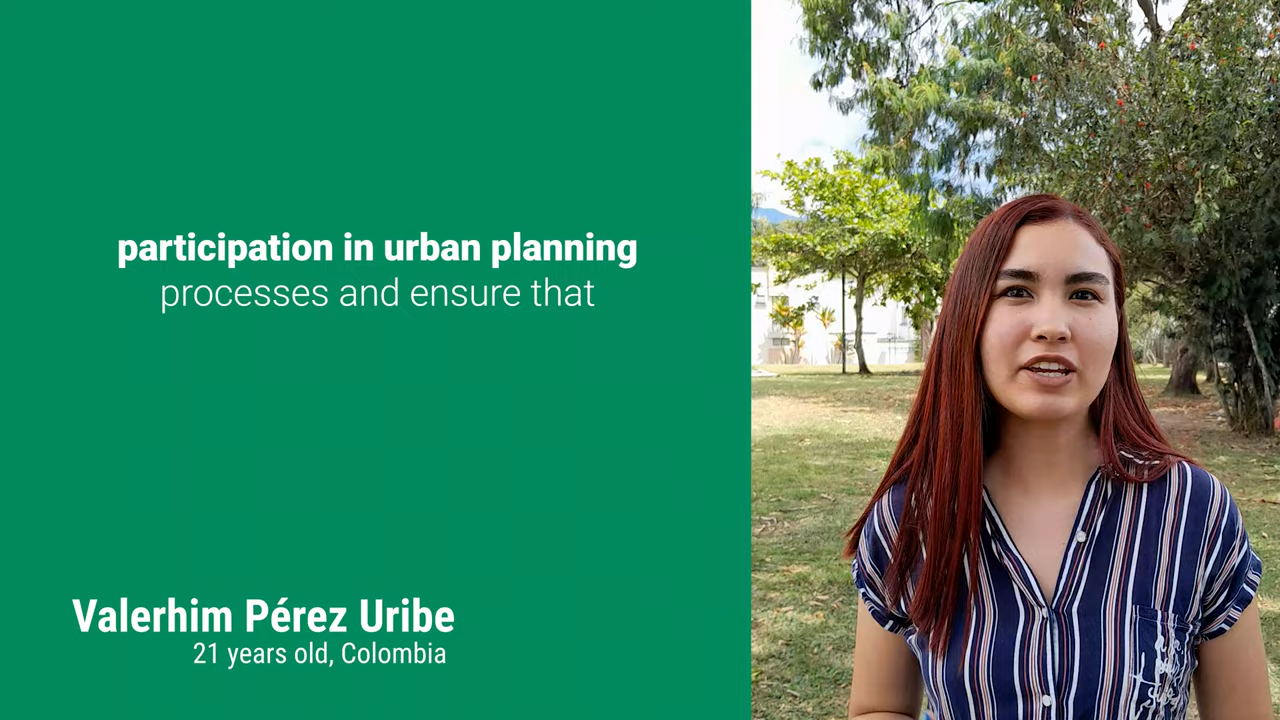 participation in urban planning
processes and ensure that
Valerhim Pérez Uribe
21 years old, Colombia